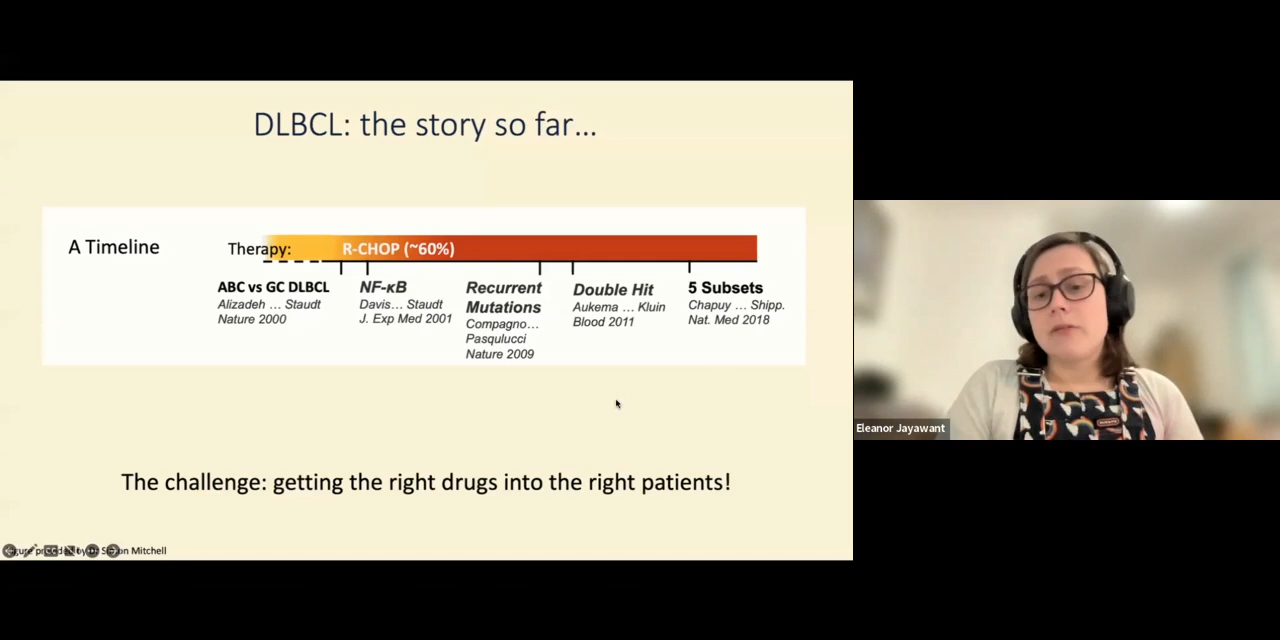 DLBCL: the story so far...
A Timeline
Therapy:
R-CHOP (~60%)
ABC vs GC DLBCL
Alizadeh ... Staudt
Nature 2000
NF-κB
Davis... Staudt
J. Exp Med 2001
Recurrent
Mutations
Compagno...
Pasqulucci
Nature 2009
Double Hit
Aukema ... Kluin
Blood 2011
5 Subsets
Chapuy ... Shipp.
Nat. Med 2018
The challenge: getting the right drugs into the right patients!
Mitchell
Eleanor Jayawant